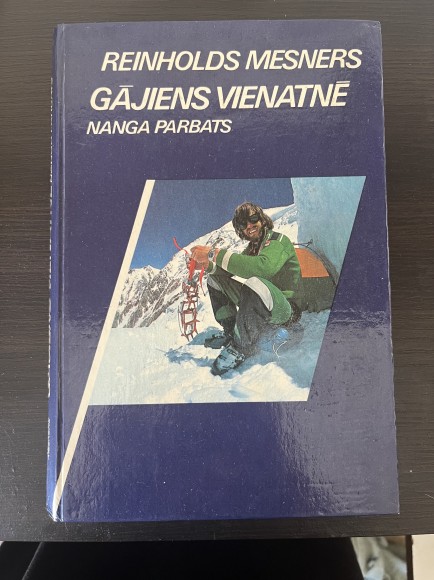 REINHOLDS MESNERS
GĀJIENS VIENATNĒ
NANGA PARBATS